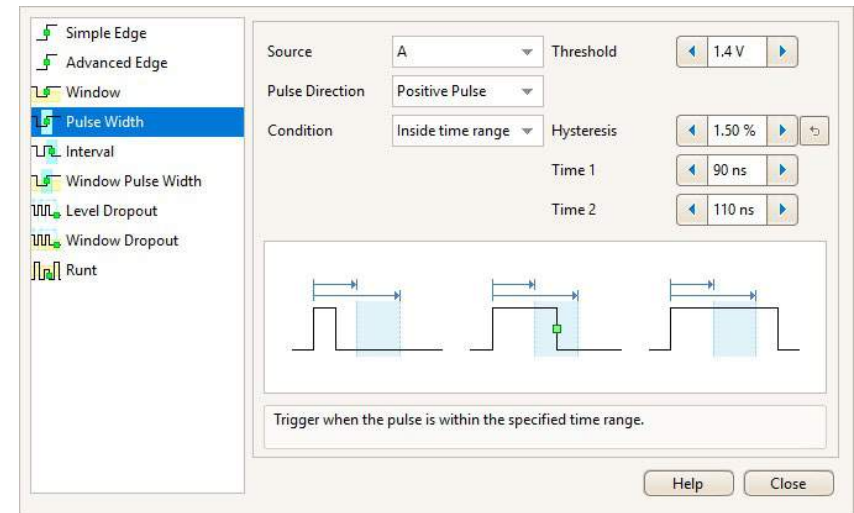 Simple Edge
Advanced Edge
Window
Pulse Width
Interval
Window Pulse Width
Level Dropout
Window Dropout
Runt
Source A Threshold 1.4 V
Pulse Direction Positive Pulse
Condition Inside time range Hysteresis 1.50 %
Time 1 90 ns
Time 2 110 ns
Trigger when the pulse is within the specified time range.
Help Close